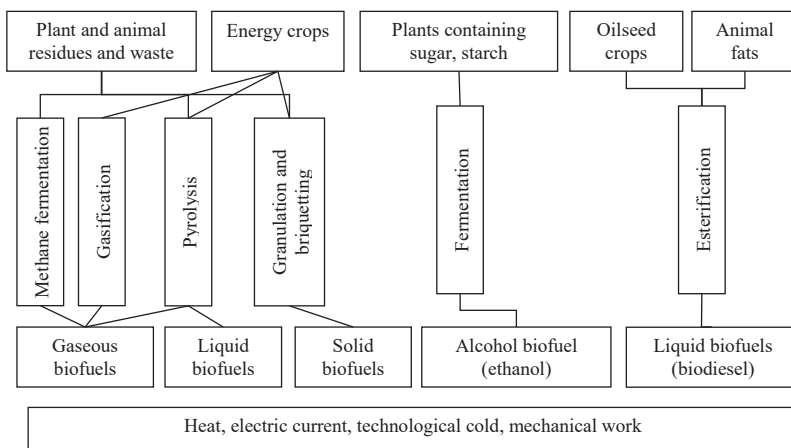 Plant and animal
residues and waste
Energy crops
Plants containing
sugar, starch
Oilseed
crops
Animal
fats
Methane fermentation
Gasification
Pyrolysis
Granulation and
briquetting
Fermentation
Esterification
Gaseous
biofuels
Liquid
biofuels
Solid
biofuels
Alcohol biofuel
(ethanol)
Liquid biofuels
(biodiesel)
Heat, electric current, technological cold, mechanical work